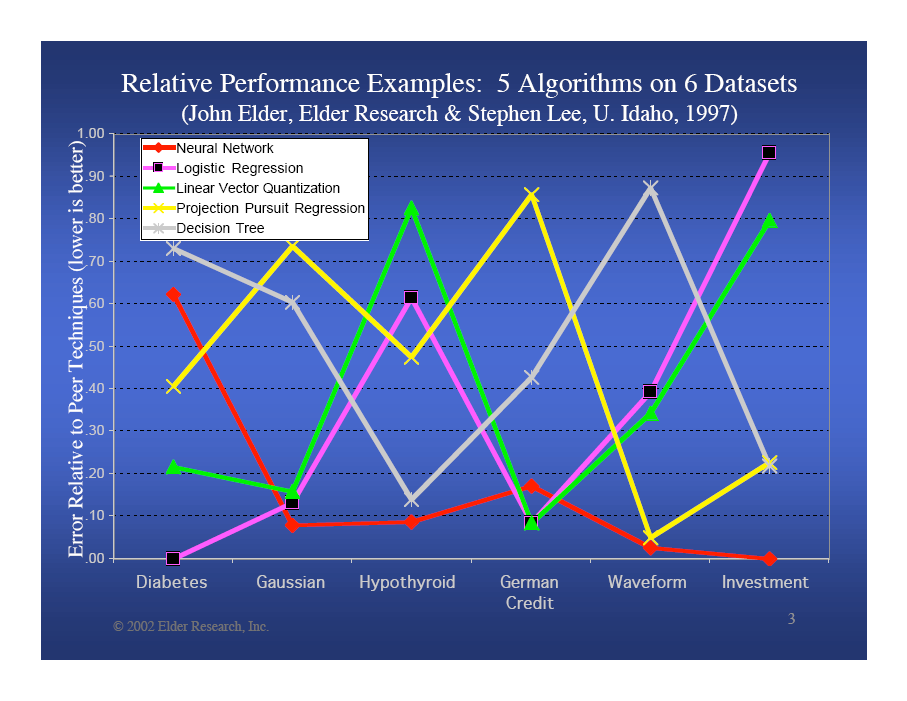 Relative Performance Examples:  5 Algorithms on 6 Datasets
(John Elder, Elder Research & Stephen Lee, U. Idaho, 1997)
Error Relative to Peer Techniques (lower is better)
1.00
.90
.80
.70
.60
.50
.40
.30
.20
.10
.00
Neural Network
Logistic Regression
Linear Vector Quantization
Projection Pursuit Regression
Decision Tree
Diabetes
Gaussian
Hypothyroid
German
Credit
Waveform
Investment
© 2002 Elder Research, Inc.
3